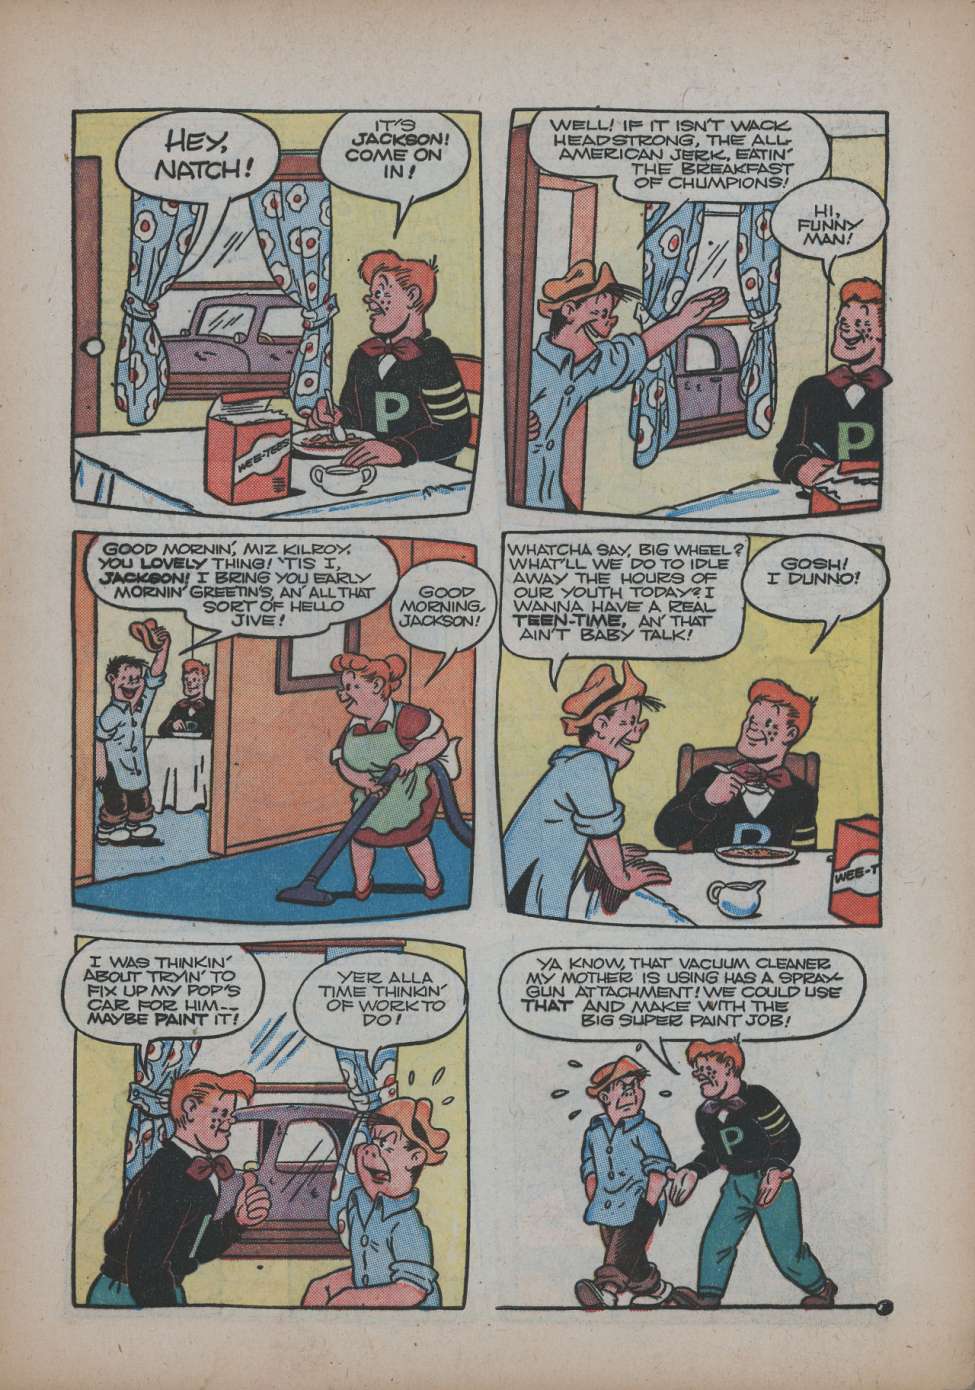 HEY,
NATCH!
IT'S
JACKSON!
COME ON
IN!
P
WEE-TEES
WELL! IF IT ISN'T WACK
HEADSTRONG, THE ALL-
AMERICAN JERK, EATIN'
THE BREAKFAST
OF CHUMPIONS!
HI,
FUNNY
MAN!
P
GOOD MORNIN', MIZ KILROY,
YOU LOVELY THING! 'TIS I,
JACKSON! I BRING YOU EARLY
MORNIN' GREETIN'S, AN' ALL THAT
SORT OF HELLO
JIVE!
GOOD
MORNING,
JACKSON!
WHATCHA SAY, BIG WHEEL?
WHAT'LL WE DO TO IDLE
AWAY THE HOURS OF
OUR YOUTH TODAY? I
WANNA HAVE A REAL
TEEN-TIME, AN' THAT
AIN'T BABY TALK!
GOSH!
I DUNNO!
P
WEE-T
I WAS THINKIN'
ABOUT TRYIN' TO
FIX UP MY POP'S
CAR FOR HIM--
MAYBE PAINT IT!
YER ALLA
TIME THINKIN'
OF WORK TO
DO!
YA KNOW, THAT VACUUM CLEANER
MY MOTHER IS USING HAS A SPRAY-
GUN ATTACHMENT! WE COULD USE
THAT AND MAKE WITH THE
BIG SUPER PAINT JOB!
P